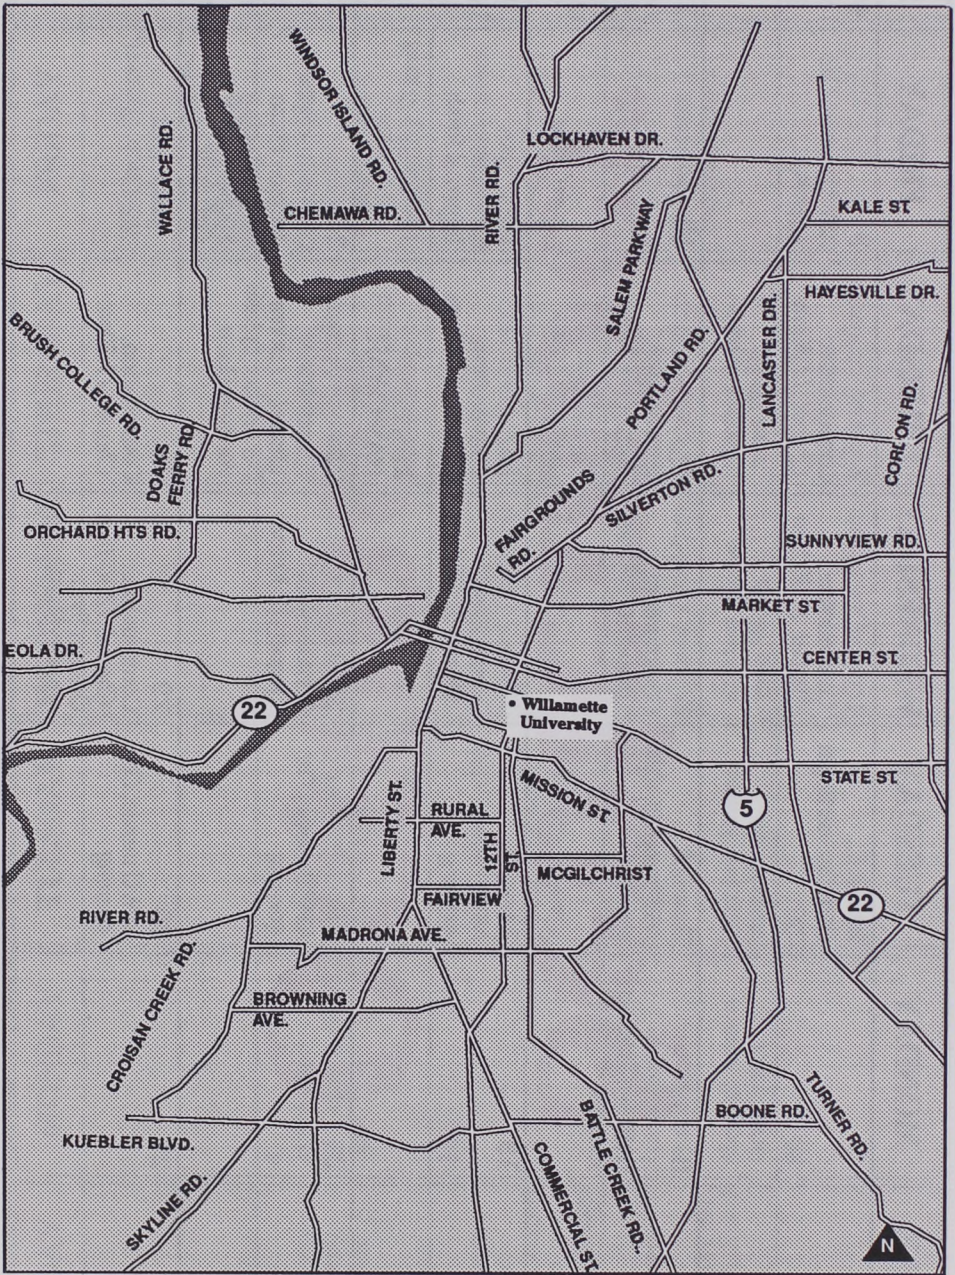 WINDSOR ISLAND RD.
WALLACE RD.
LOCKHAVEN DR.
RIVER RD.
CHEMAWA RD.
KALE ST.
SALEM PARKWAY
HAYESVILLE DR.
LANCASTER DR.
PORTLAND RD.
BRUSH COLLEGE RD.
CORDON RD.
DOAKS
FERRY RD.
FAIRGROUNDS
RD.
SILVERTON RD.
ORCHARD HTS RD.
SUNNYVIEW RD.
MARKET ST.
EOLA DR.
CENTER ST.
22
• Willamette
University
STATE ST.
MISSION ST.
5
LIBERTY ST.
RURAL
AVE.
12TH
ST.
MCGILCHRIST
FAIRVIEW
22
RIVER RD.
MADRONA AVE.
CROISAN CREEK RD.
BROWNING
AVE.
TURNER RD.
BOONE RD.
BATTLE CREEK RD.
KUEBLER BLVD.
COMMERCIAL ST.
SKYLINE RD.
N